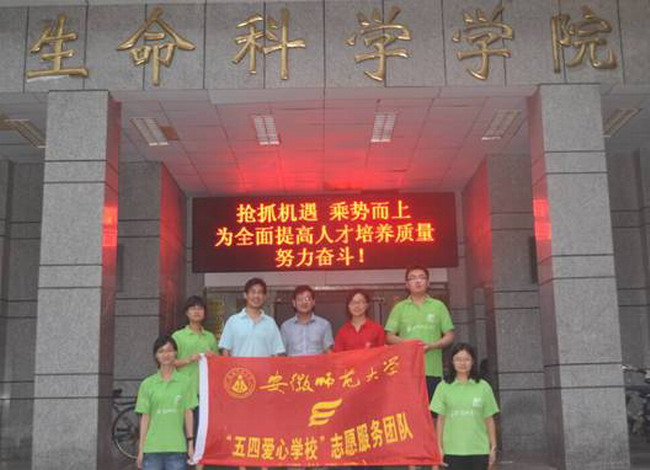 生命科学学院
抢抓机遇 乘势而上
为全面提高人才培养质量
努力奋斗！
安徽师范大学
“五四爱心学校”志愿服务团队